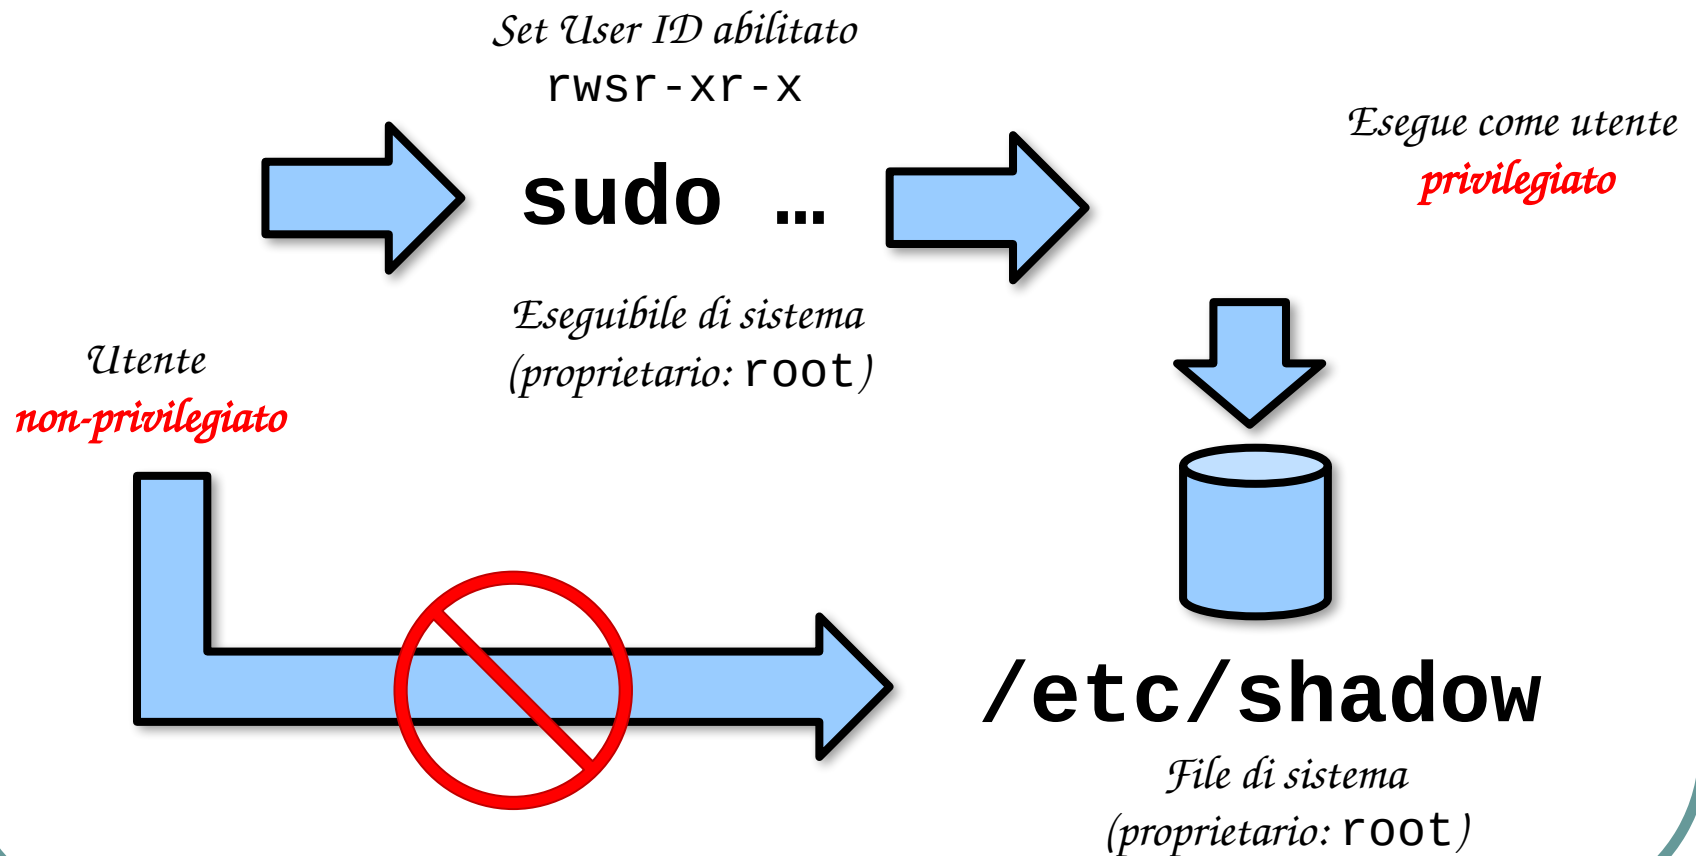 Set User ID abilitato
rwsr-xr-x
sudo …
Eseguibile di sistema
(proprietario: root)
Esegue come utente
privilegiato
Utente
non-privilegiato
/etc/shadow
File di sistema
(proprietario: root)